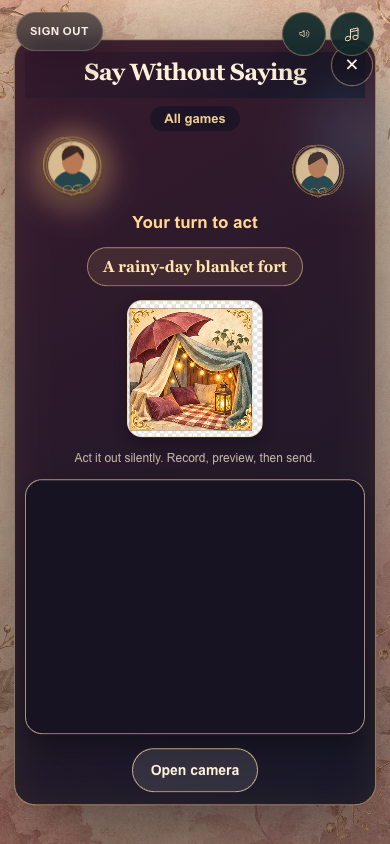 SIGN OUT
Say Without Saying
All games
Your turn to act
A rainy-day blanket fort
Act it out silently. Record, preview, then send.
Open camera